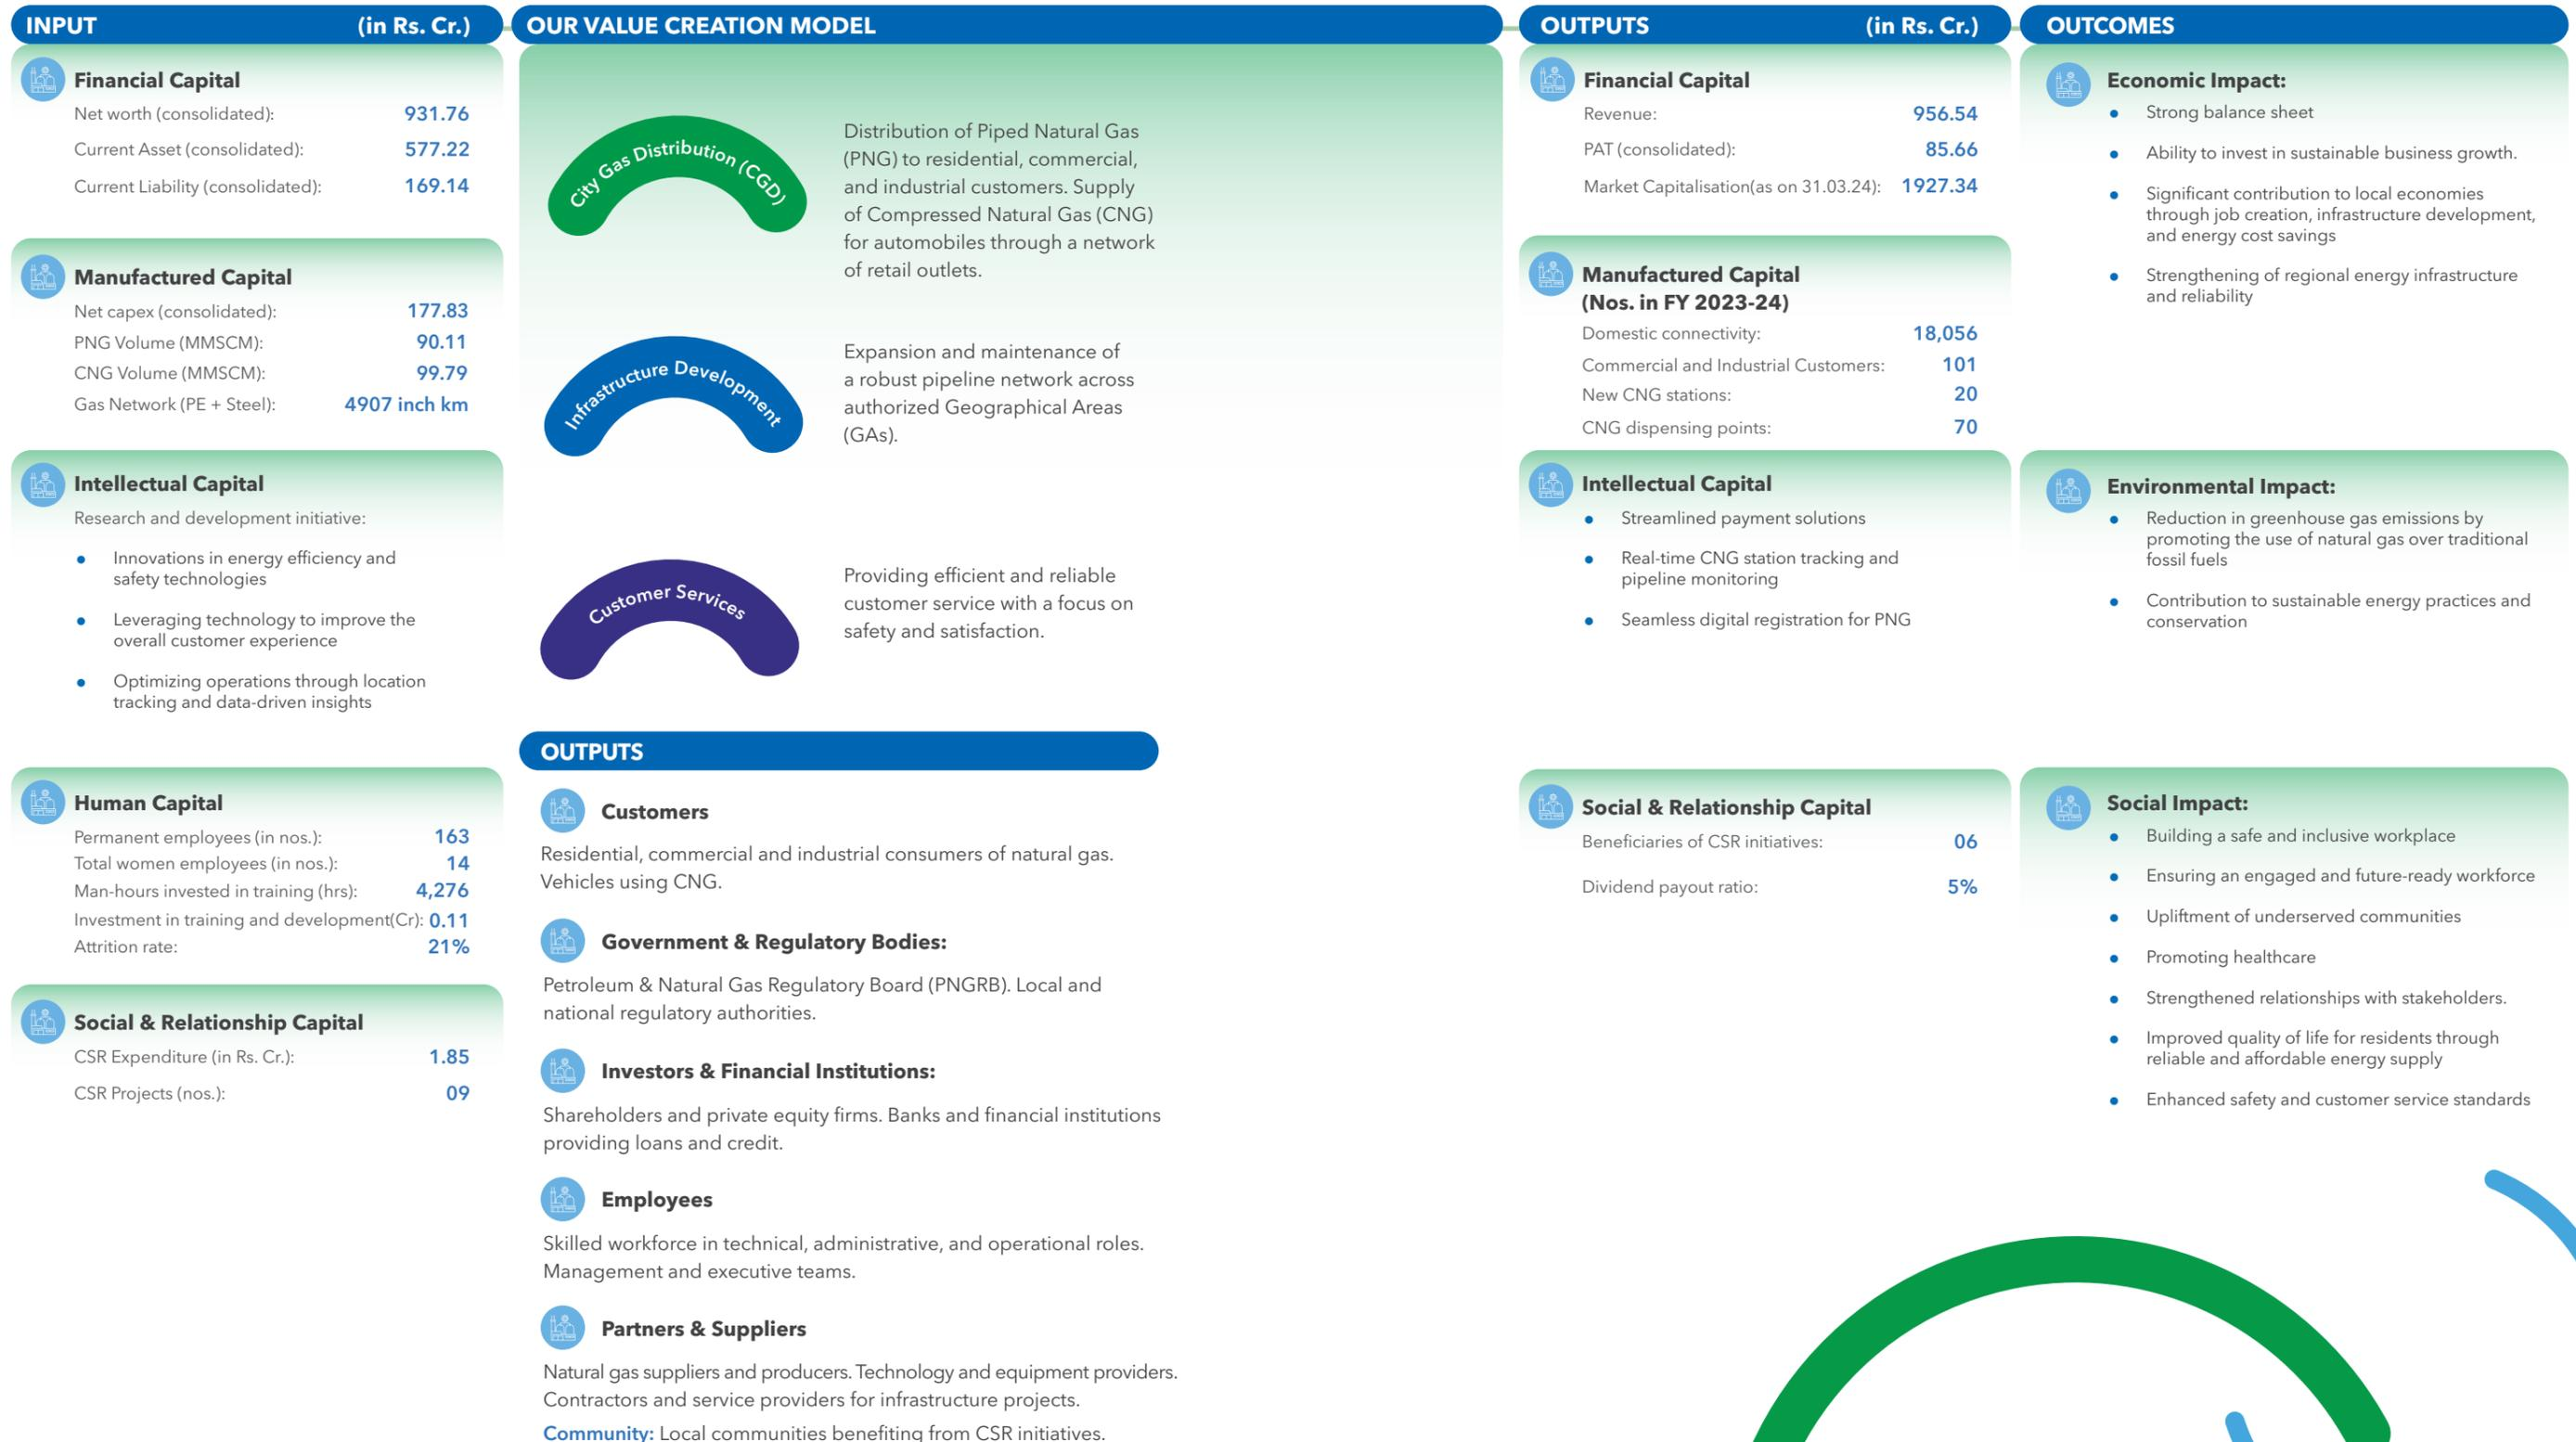 INPUT (in Rs. Cr.)
Financial Capital
Net worth (consolidated): 931.76
Current Asset (consolidated): 577.22
Current Liability (consolidated): 169.14
Manufactured Capital
Net capex (consolidated): 177.83
PNG Volume (MMSCM): 90.11
CNG Volume (MMSCM): 99.79
Gas Network (PE + Steel): 4907 inch km
Intellectual Capital
Research and development initiative:
● Innovations in energy efficiency and
safety technologies
● Leveraging technology to improve the
overall customer experience
● Optimizing operations through location
tracking and data-driven insights
Human Capital
Permanent employees (in nos.): 163
Total women employees (in nos.): 14
Man-hours invested in training (hrs): 4,276
Investment in training and development(Cr): 0.11
Attrition rate: 21%
Social & Relationship Capital
CSR Expenditure (in Rs. Cr.): 1.85
CSR Projects (nos.): 09
OUR VALUE CREATION MODEL
City Gas Distribution (CGD)
Distribution of Piped Natural Gas
(PNG) to residential, commercial,
and industrial customers. Supply
of Compressed Natural Gas (CNG)
for automobiles through a network
of retail outlets.
Infrastructure Development
Expansion and maintenance of
a robust pipeline network across
authorized Geographical Areas
(GAs).
Customer Services
Providing efficient and reliable
customer service with a focus on
safety and satisfaction.
OUTPUTS
Customers
Residential, commercial and industrial consumers of natural gas.
Vehicles using CNG.
Government & Regulatory Bodies:
Petroleum & Natural Gas Regulatory Board (PNGRB). Local and
national regulatory authorities.
Investors & Financial Institutions:
Shareholders and private equity firms. Banks and financial institutions
providing loans and credit.
Employees
Skilled workforce in technical, administrative, and operational roles.
Management and executive teams.
Partners & Suppliers
Natural gas suppliers and producers. Technology and equipment providers.
Contractors and service providers for infrastructure projects.
Community: Local communities benefiting from CSR initiatives.
OUTPUTS (in Rs. Cr.)
Financial Capital
Revenue: 956.54
PAT (consolidated): 85.66
Market Capitalisation(as on 31.03.24): 1927.34
Manufactured Capital
(Nos. in FY 2023-24)
Domestic connectivity: 18,056
Commercial and Industrial Customers: 101
New CNG stations: 20
CNG dispensing points: 70
Intellectual Capital
● Streamlined payment solutions
● Real-time CNG station tracking and
pipeline monitoring
● Seamless digital registration for PNG
Social & Relationship Capital
Beneficiaries of CSR initiatives: 06
Dividend payout ratio: 5%
OUTCOMES
Economic Impact:
● Strong balance sheet
● Ability to invest in sustainable business growth.
● Significant contribution to local economies
through job creation, infrastructure development,
and energy cost savings
● Strengthening of regional energy infrastructure
and reliability
Environmental Impact:
● Reduction in greenhouse gas emissions by
promoting the use of natural gas over traditional
fossil fuels
● Contribution to sustainable energy practices and
conservation
Social Impact:
● Building a safe and inclusive workplace
● Ensuring an engaged and future-ready workforce
● Upliftment of underserved communities
● Promoting healthcare
● Strengthened relationships with stakeholders.
● Improved quality of life for residents through
reliable and affordable energy supply
● Enhanced safety and customer service standards